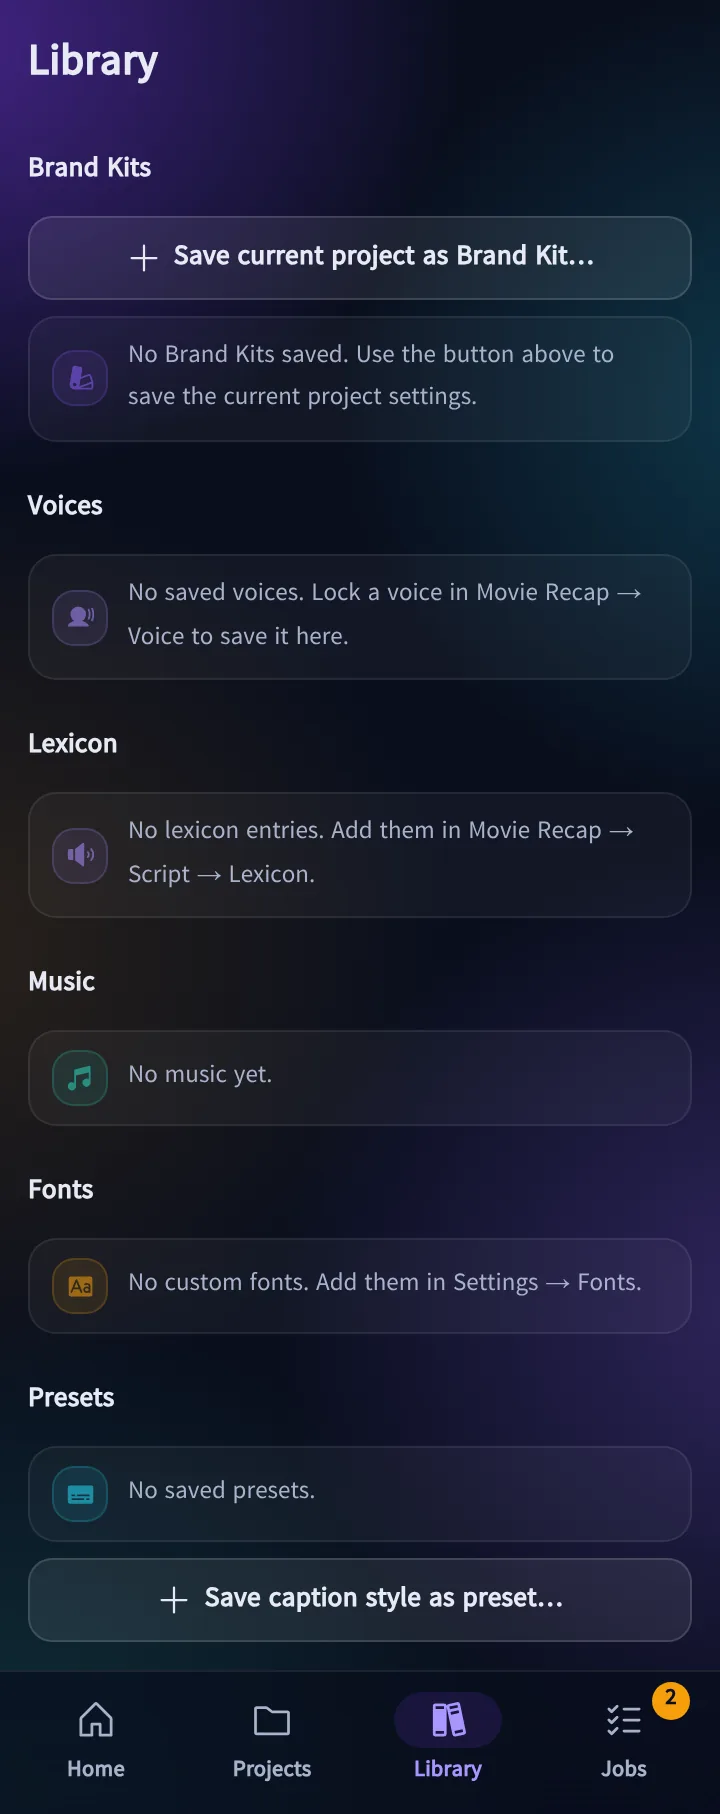 Library
Brand Kits
Save current project as Brand Kit...
No Brand Kits saved. Use the button above to
save the current project settings.
Voices
No saved voices. Lock a voice in Movie Recap →
Voice to save it here.
Lexicon
No lexicon entries. Add them in Movie Recap →
Script → Lexicon.
Music
No music yet.
Fonts
Aa
No custom fonts. Add them in Settings → Fonts.
Presets
No saved presets.
Save caption style as preset...
2
Home
Projects
Library
Jobs